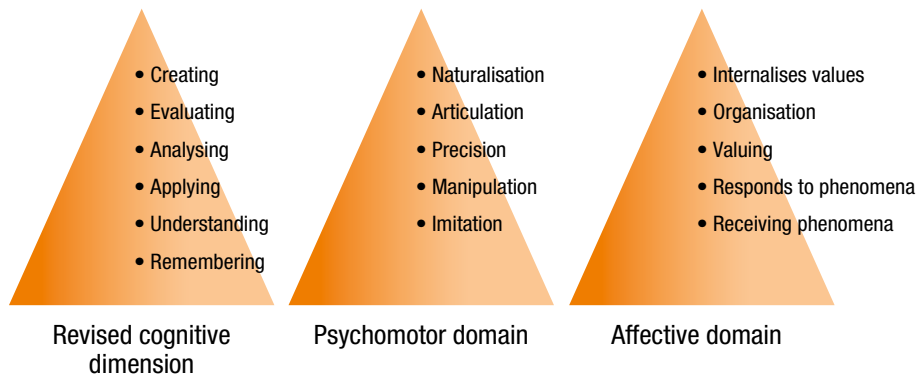 • Creating
• Evaluating
• Analysing
• Applying
• Understanding
• Remembering
Revised cognitive
dimension
• Naturalisation
• Articulation
• Precision
• Manipulation
• Imitation
Psychomotor domain
• Internalises values
• Organisation
• Valuing
• Responds to phenomena
• Receiving phenomena
Affective domain